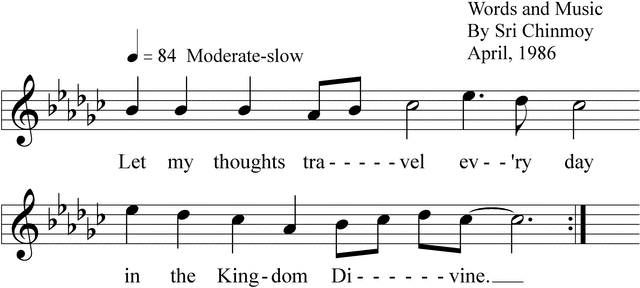 Words and Music
By Sri Chinmoy
April, 1986
= 84 Moderate-slow
Let my thoughts tra - - - - - vel ev - - 'ry day
in the King - dom Di - - - - - - vine.